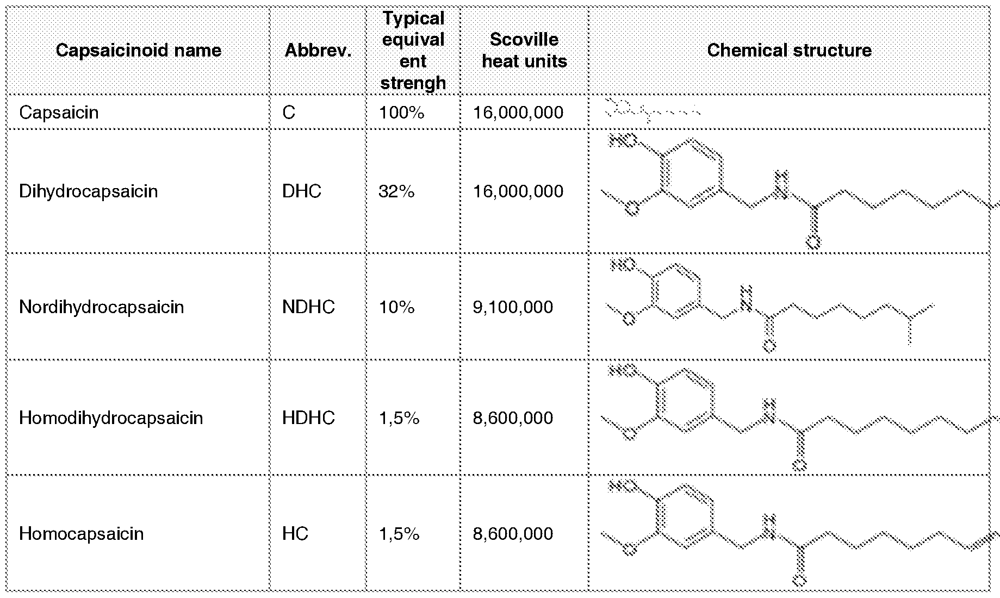 Capsaicinoid name Abbrev. Typical equival ent strengh Scoville heat units Chemical structure
Capsaicin C 100% 16,000,000
Dihydrocapsaicin DHC 32% 16,000,000
HO
H
N
O
O
Nordihydrocapsaicin NDHC 10% 9,100,000
HO
H
N
O
O
Homodihydrocapsaicin HDHC 1,5% 8,600,000
HO
H
N
O
O
Homocapsaicin HC 1,5% 8,600,000
HO
H
N
O
O